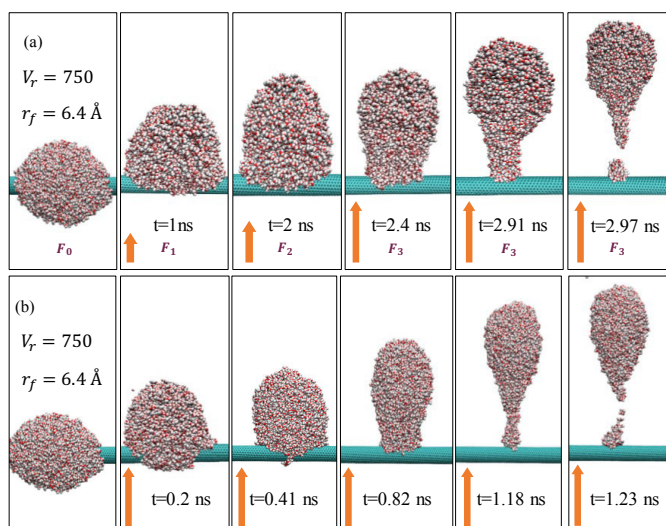 (a)
V_r = 750
r_f = 6.4 Å
F_0
t=1ns
F_1
t=2 ns
F_2
t=2.4 ns
F_3
t=2.91 ns
F_3
t=2.97 ns
F_3
(b)
V_r = 750
r_f = 6.4 Å
t=0.2 ns
t=0.41 ns
t=0.82 ns
t=1.18 ns
t=1.23 ns